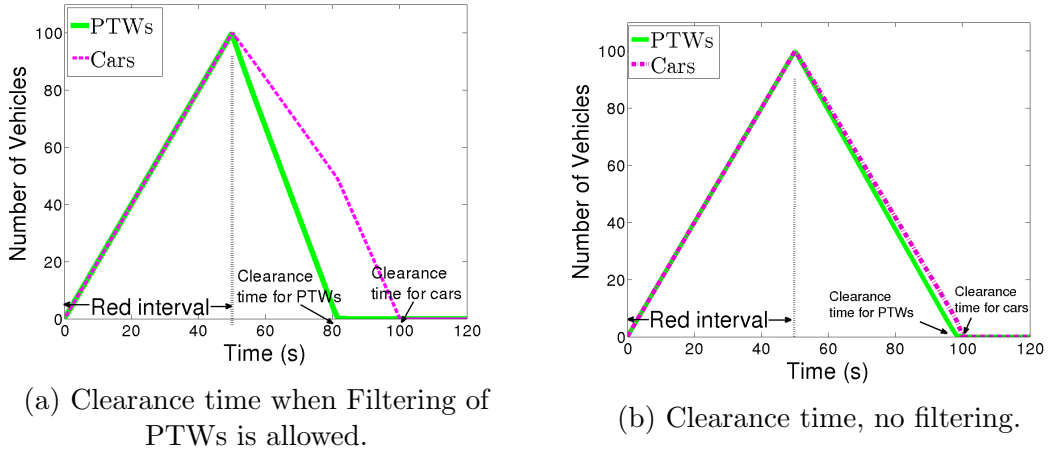 PTWs
Cars
Number of Vehicles
100
80
60
40
20
0
Clearance
time for PTWs
Clearance
time for cars
Red interval
0 20 40 60 80 100 120
Time (s)
(a) Clearance time when Filtering of
PTWs is allowed.
PTWs
Cars
Number of Vehicles
100
80
60
40
20
0
Clearance
time for PTWs
Clearance
time for cars
Red interval
0 20 40 60 80 100 120
Time (s)
(b) Clearance time, no filtering.